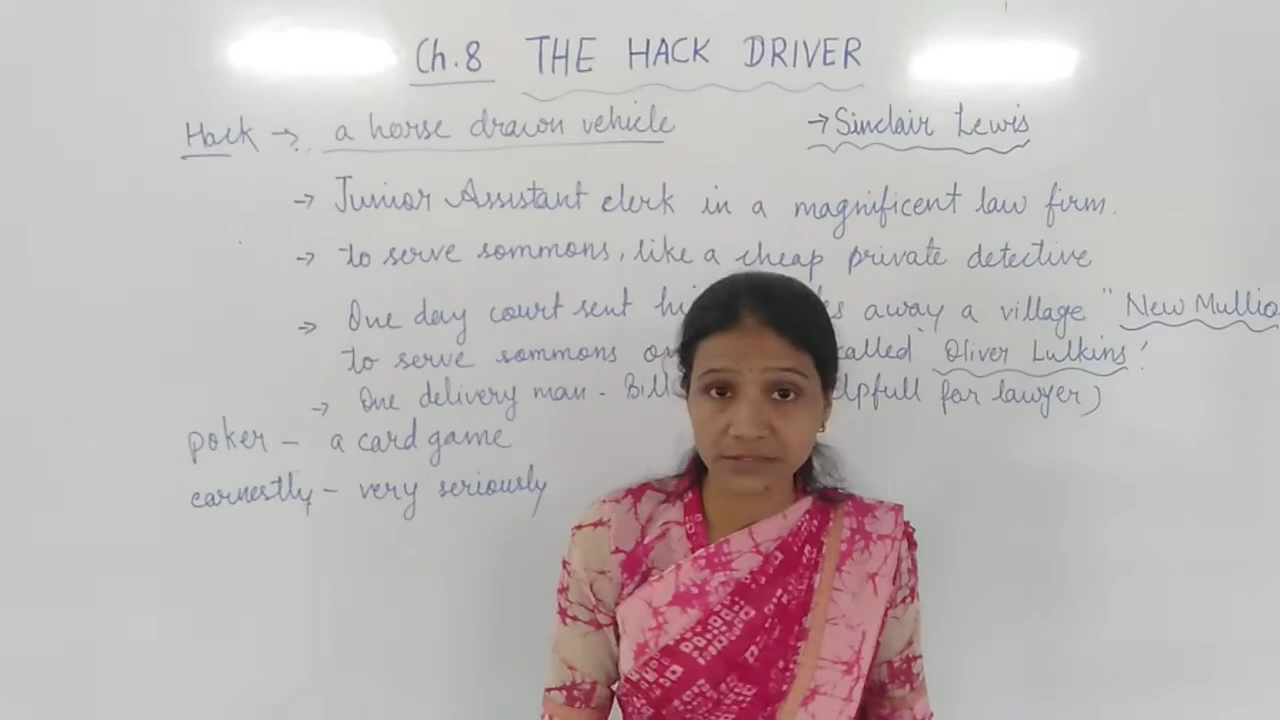 Ch.8 THE HACK DRIVER
Hack → a horse drawn vehicle → Sinclair Lewis
→ Junior Assistant clerk in a magnificent law firm.
→ to serve sommons, like a cheap private detective
→ One day court sent away a village "New Mullio
to serve sommons called 'Oliver Lulkins'
→ One delivery man - Bill lpfull for lawyer)
poker - a card game
earnestly - very seriously